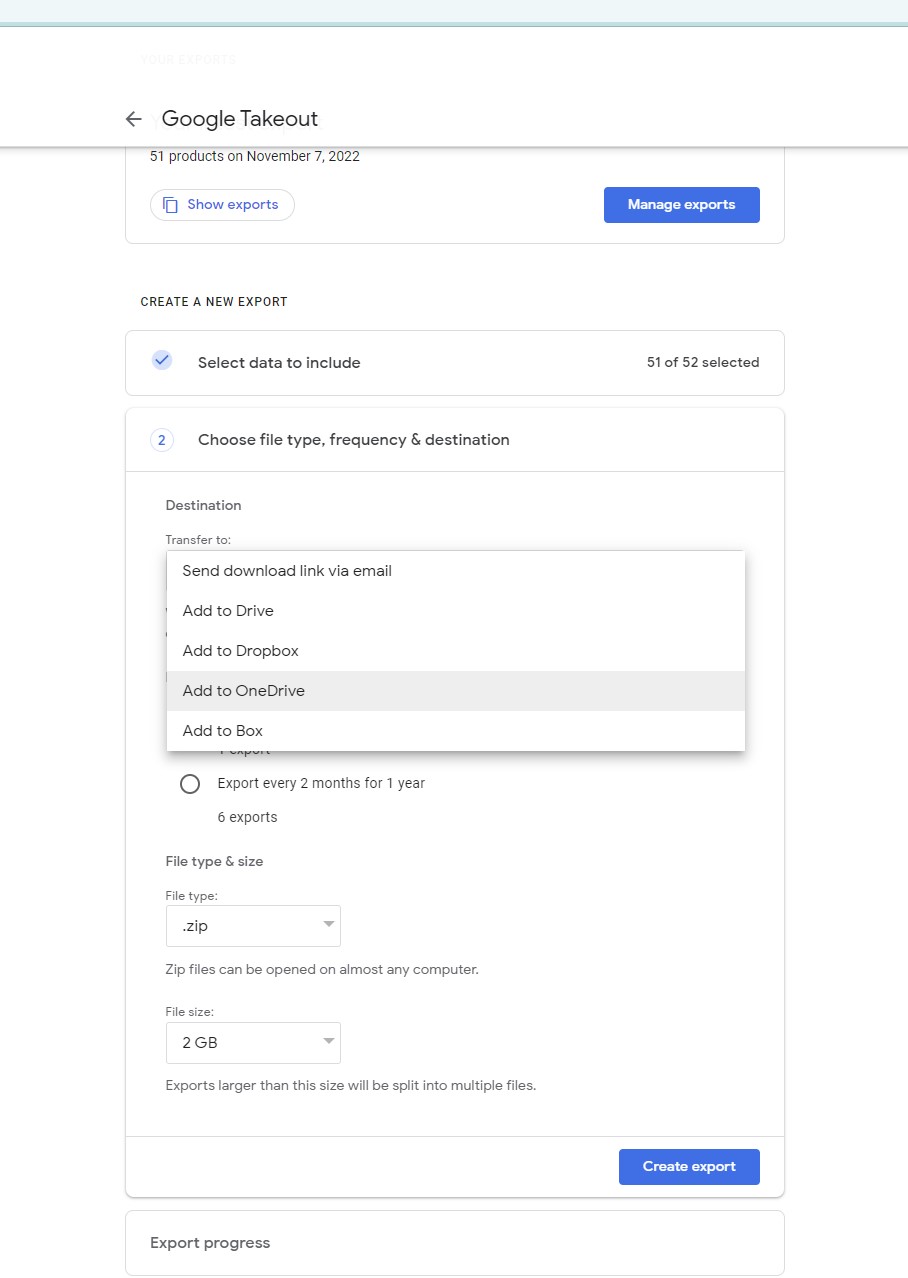 YOUR EXPORTS
Google Takeout
51 products on November 7, 2022
Show exports
Manage exports
CREATE A NEW EXPORT
Select data to include
51 of 52 selected
2
Choose file type, frequency & destination
Destination
Transfer to:
Send download link via email
Add to Drive
Add to Dropbox
Add to OneDrive
Add to Box
1 export
Export every 2 months for 1 year
6 exports
File type & size
File type:
.zip
Zip files can be opened on almost any computer.
File size:
2 GB
Exports larger than this size will be split into multiple files.
Create export
Export progress